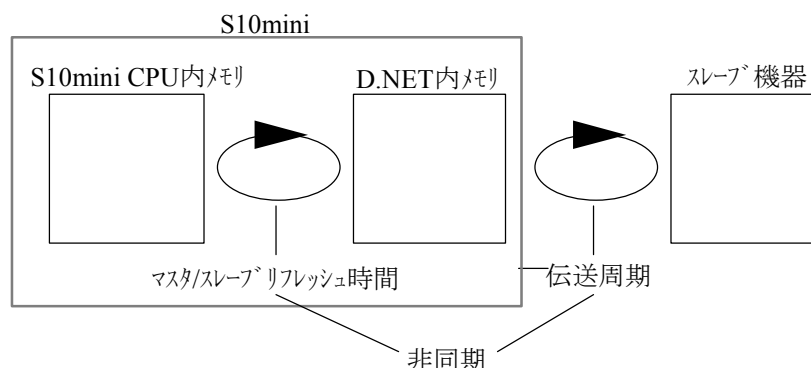 S10mini
S10mini CPU内ﾒﾓﾘ
D.NET内ﾒﾓﾘ
ｽﾚｰﾌﾞ機器
ﾏｽﾀ/ｽﾚｰﾌﾞﾘﾌﾚｯｼｭ時間
伝送周期
非同期